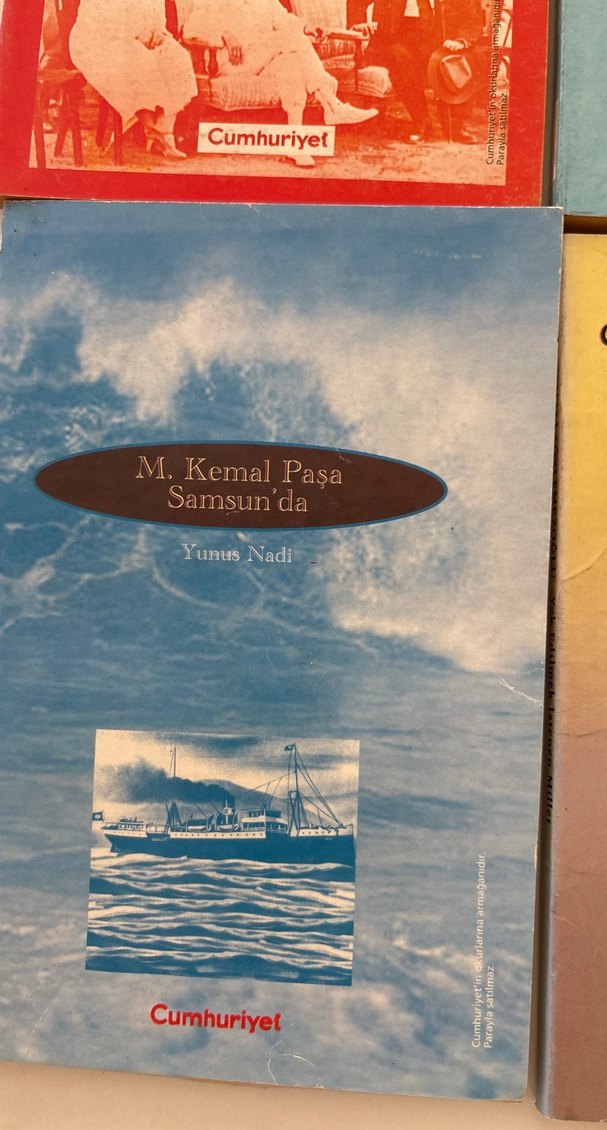 Cumhuriyet
Cumhuriyet'in okurlarına armağanıdır.
Parayla satılmaz.
M. Kemal Paşa
Samsun'da
Yunus Nadi
Cumhuriyet
Cumhuriyet'in okurlarına armağanıdır.
Parayla satılmaz.